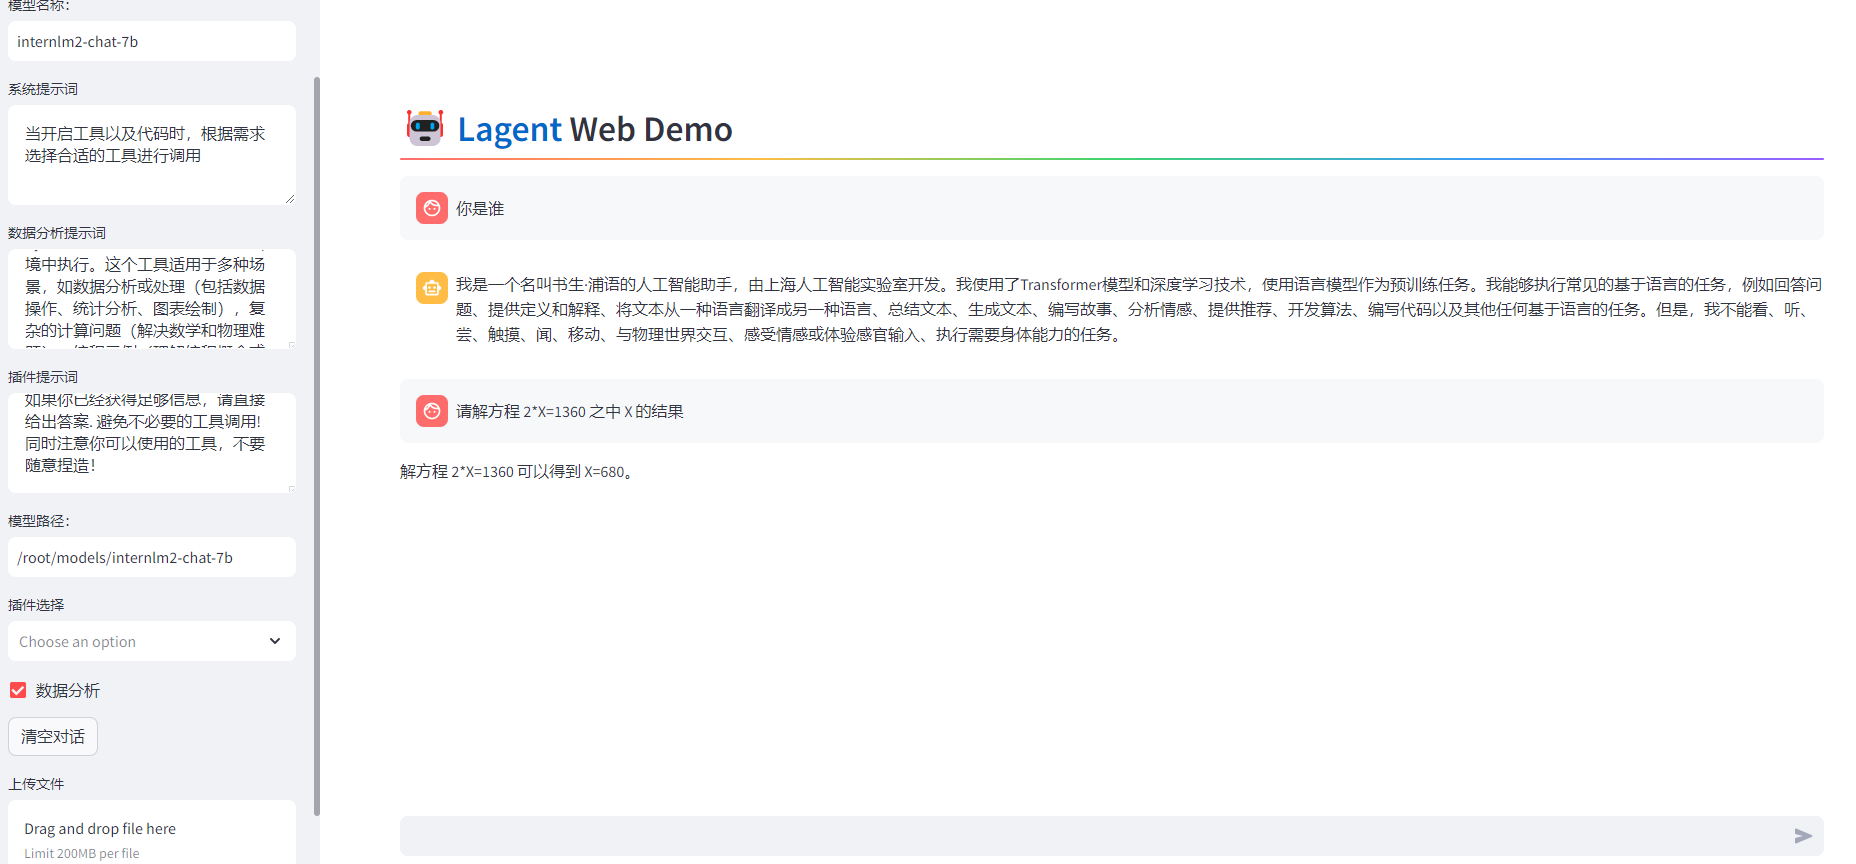 模型名称：
internlm2-chat-7b
系统提示词
当开启工具以及代码时，根据需求
选择合适的工具进行调用
数据分析提示词
境中执行。这个工具适用于多种场
景，如数据分析或处理（包括数据
操作、统计分析、图表绘制），复
杂的计算问题（解决数学和物理难
插件提示词
如果你已经获得足够信息，请直接
给出答案. 避免不必要的工具调用!
同时注意你可以使用的工具，不要
随意捏造！
模型路径：
/root/models/internlm2-chat-7b
插件选择
Choose an option
数据分析
清空对话
上传文件
Drag and drop file here
Limit 200MB per file
Lagent Web Demo
你是谁
我是一个名叫书生·浦语的人工智能助手，由上海人工智能实验室开发。我使用了Transformer模型和深度学习技术，使用语言模型作为预训练任务。我能够执行常见的基于语言的任务，例如回答问
题、提供定义和解释、将文本从一种语言翻译成另一种语言、总结文本、生成文本、编写故事、分析情感、提供推荐、开发算法、编写代码以及其他任何基于语言的任务。但是，我不能看、听、
尝、触摸、闻、移动、与物理世界交互、感受情感或体验感官输入、执行需要身体能力的任务。
请解方程 2*X=1360 之中 X 的结果
解方程 2*X=1360 可以得到 X=680。